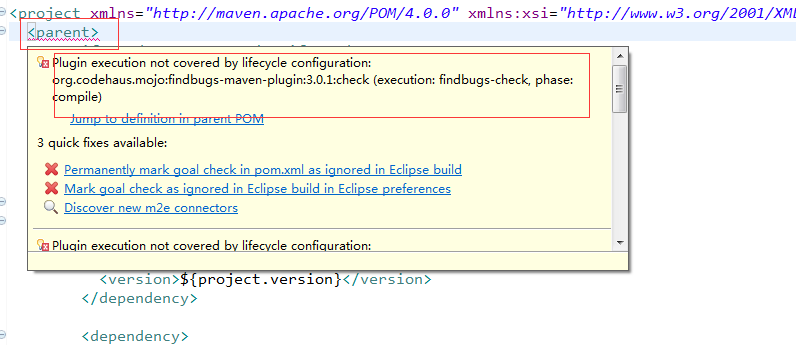 <project xmlns="http://maven.apache.org/POM/4.0.0" xmlns:xsi="http://www.w3.org/2001/XML
<parent>
Plugin execution not covered by lifecycle configuration:
org.codehaus.mojo:findbugs-maven-plugin:3.0.1:check (execution: findbugs-check, phase:
compile)
Jump to definition in parent POM
3 quick fixes available:
Permanently mark goal check in pom.xml as ignored in Eclipse build
Mark goal check as ignored in Eclipse build in Eclipse preferences
Discover new m2e connectors
Plugin execution not covered by lifecycle configuration:
<version>${project.version}</version>
</dependency>
<dependency>